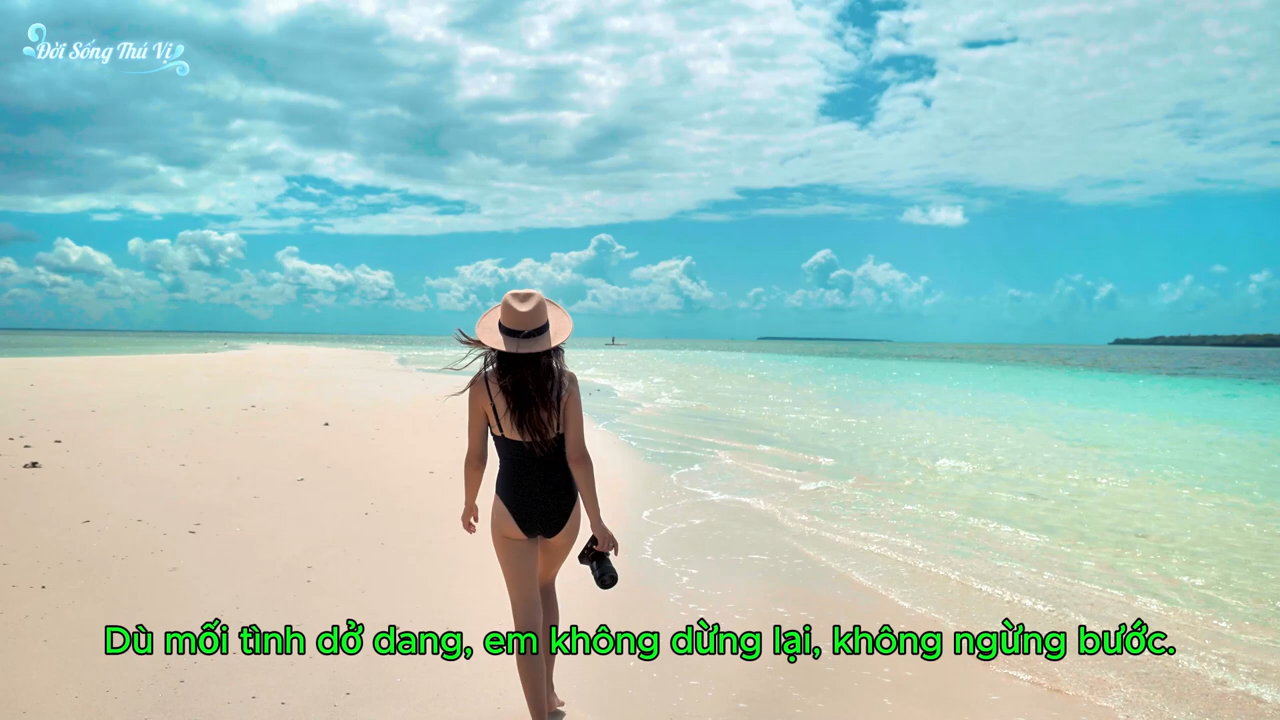 Đời Sống Thú Vị
Dù mối tình dở dang, em không dừng lại, không ngừng bước.